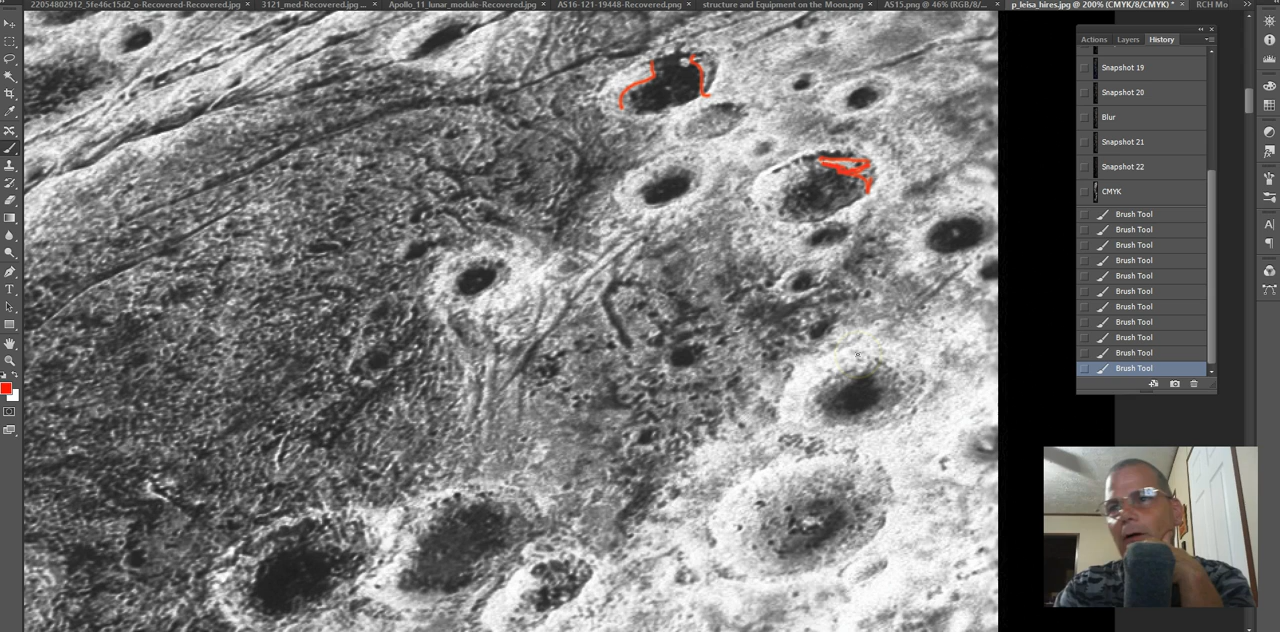 22054802912_5fe46c15d2_o-Recovered-Recovered.jpg × 3121_med-Recovered.jpg ... × Apollo_11_lunar_module-Recovered.jpg × AS16-121-19448-Recovered.png × structure and Equipment on the Moon.png × AS15.png @ 46% (RGB/8/... × p_leisa_hires.jpg @ 200% (CMYK/8/CMYK) * × RCH Mo
Actions Layers History
Snapshot 19
Snapshot 20
Blur
Snapshot 21
Snapshot 22
CMYK
Brush Tool
Brush Tool
Brush Tool
Brush Tool
Brush Tool
Brush Tool
Brush Tool
Brush Tool
Brush Tool
Brush Tool
Brush Tool